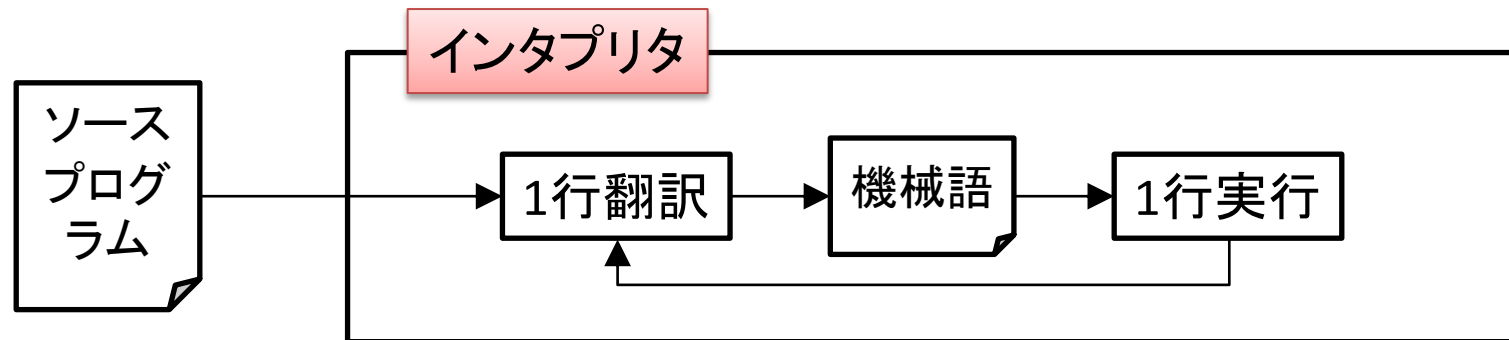 インタプリタ
ソース
プログ
ラム
1行翻訳
機械語
1行実行